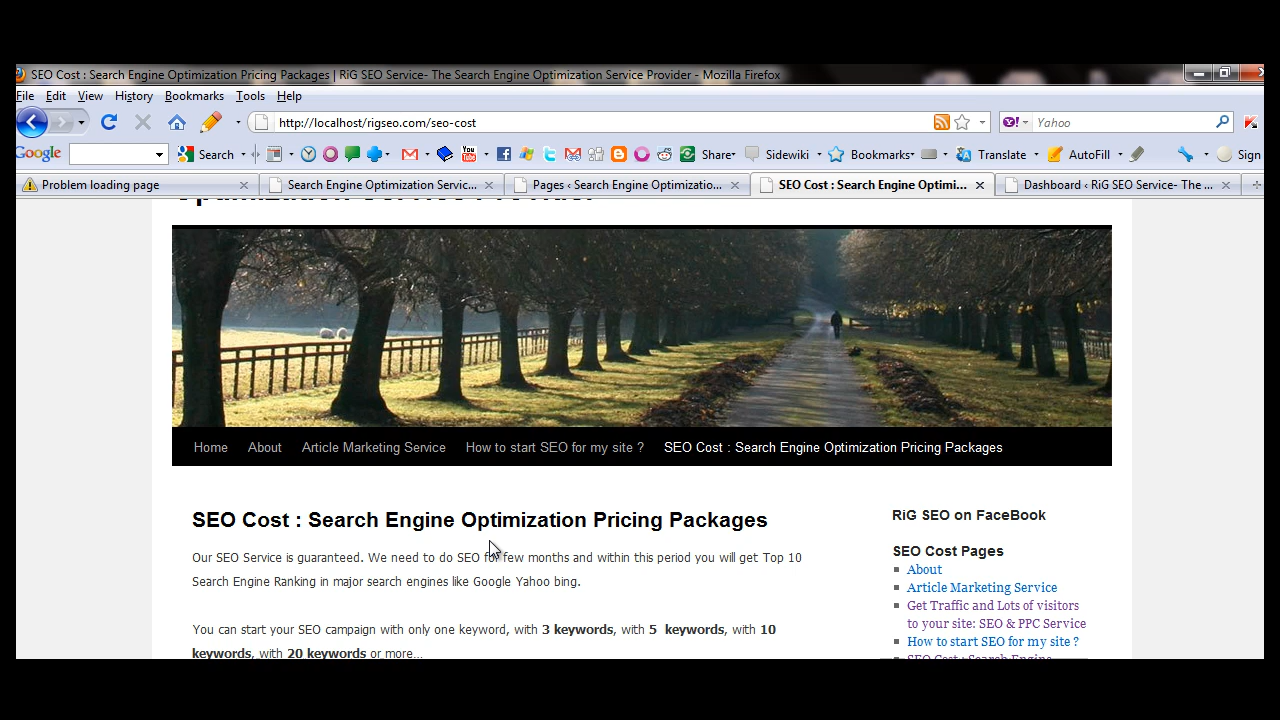 SEO Cost : Search Engine Optimization Pricing Packages | RiG SEO Service- The Search Engine Optimization Service Provider - Mozilla Firefox
File Edit View History Bookmarks Tools Help
http://localhost/rigseo.com/seo-cost Yahoo
Google Search Share Sidewiki Bookmarks Translate AutoFill Sign
Problem loading page Search Engine Optimization Servic... Pages ‹ Search Engine Optimizatio... SEO Cost : Search Engine Optimi... Dashboard ‹ RiG SEO Service- The ...
Optimization Service Provider
Home About Article Marketing Service How to start SEO for my site ? SEO Cost : Search Engine Optimization Pricing Packages
SEO Cost : Search Engine Optimization Pricing Packages
Our SEO Service is guaranteed. We need to do SEO for few months and within this period you will get Top 10
Search Engine Ranking in major search engines like Google Yahoo bing.
You can start your SEO campaign with only one keyword, with 3 keywords, with 5 keywords, with 10
keywords, with 20 keywords or more...
RiG SEO on FaceBook
SEO Cost Pages
About
Article Marketing Service
Get Traffic and Lots of visitors
to your site: SEO & PPC Service
How to start SEO for my site ?
SEO Cost : Search Engine